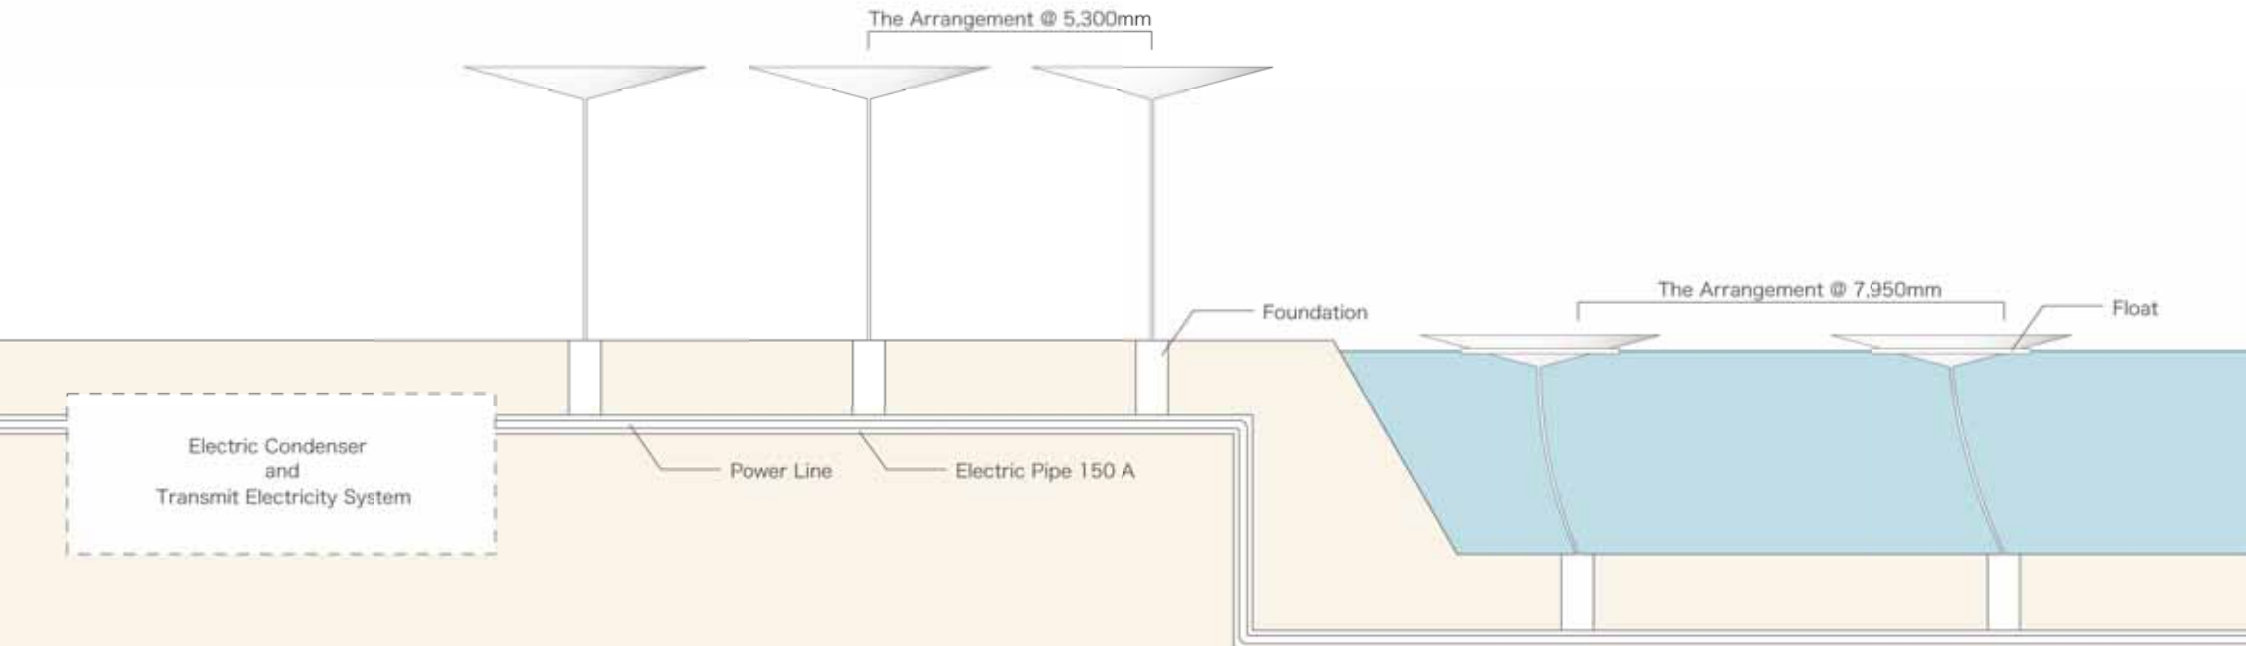 The Arrangement @ 5,300mm
The Arrangement @ 7,950mm
Float
Foundation
Electric Condenser
and
Transmit Electricity System
Power Line
Electric Pipe 150 A